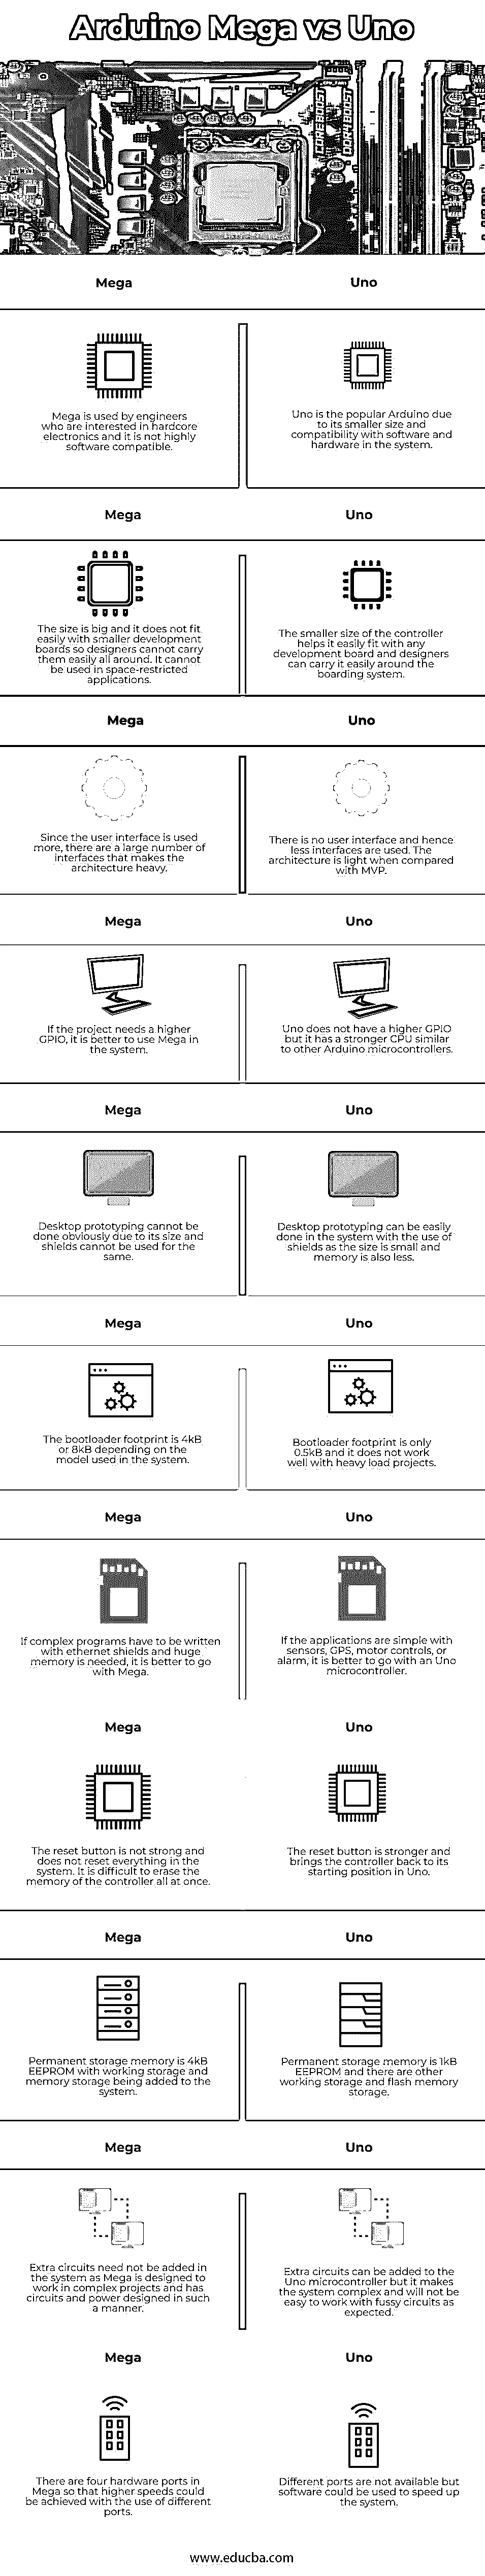 Arduino Mega vs Uno
Mega
Uno
Mega is used by engineers
who are interested in hardcore
electronics and it is not highly
software compatible.
Uno is the popular Arduino due
to its smaller size and
compatibility with software and
hardware in the system.
Mega
Uno
The size is big and it does not fit
easily with smaller development
boards so designers cannot carry
them easily all around. It cannot
be used in space-restricted
applications.
The smaller size of the controller
helps it easily fit with any
development board and designers
can carry it easily around the
boarding system.
Mega
Uno
Since the user interface is used
more, there are a large number of
interfaces that makes the
architecture heavy.
There is no user interface and hence
less interfaces are used. The
architecture is light when compared
with MVP.
Mega
Uno
If the project needs a higher
GPIO, it is better to use Mega in
the system.
Uno does not have a higher GPIO
but it has a stronger CPU similar
to other Arduino microcontrollers.
Mega
Uno
Desktop prototyping cannot be
done obviously due to its size and
shields cannot be used for the
same.
Desktop prototyping can be easily
done in the system with the use of
shields as the size is small and
memory is also less.
Mega
Uno
The bootloader footprint is 4kB
or 8kB depending on the
model used in the system.
Bootloader footprint is only
0.5kB and it does not work
well with heavy load projects.
Mega
Uno
If complex programs have to be written
with ethernet shields and huge
memory is needed, it is better to go
with Mega.
If the applications are simple with
sensors, GPS, motor controls, or
alarm, it is better to go with an Uno
microcontroller.
Mega
Uno
The reset button is not strong and
does not reset everything in the
system. It is difficult to erase the
memory of the controller all at once.
The reset button is stronger and
brings the controller back to its
starting position in Uno.
Mega
Uno
Permanent storage memory is 4kB
EEPROM with working storage and
memory storage being added to the
system.
Permanent storage memory is 1kB
EEPROM and there are other
working storage and flash memory
storage.
Mega
Uno
Extra circuits need not be added in
the system as Mega is designed to
work in complex projects and has
circuits and power designed in such
a manner.
Extra circuits can be added to the
Uno microcontroller but it makes
the system complex and will not be
easy to work with fussy circuits as
expected.
Mega
Uno
There are four hardware ports in
Mega so that higher speeds could
be achieved with the use of different
ports.
Different ports are not available but
software could be used to speed up
the system.
www.educba.com